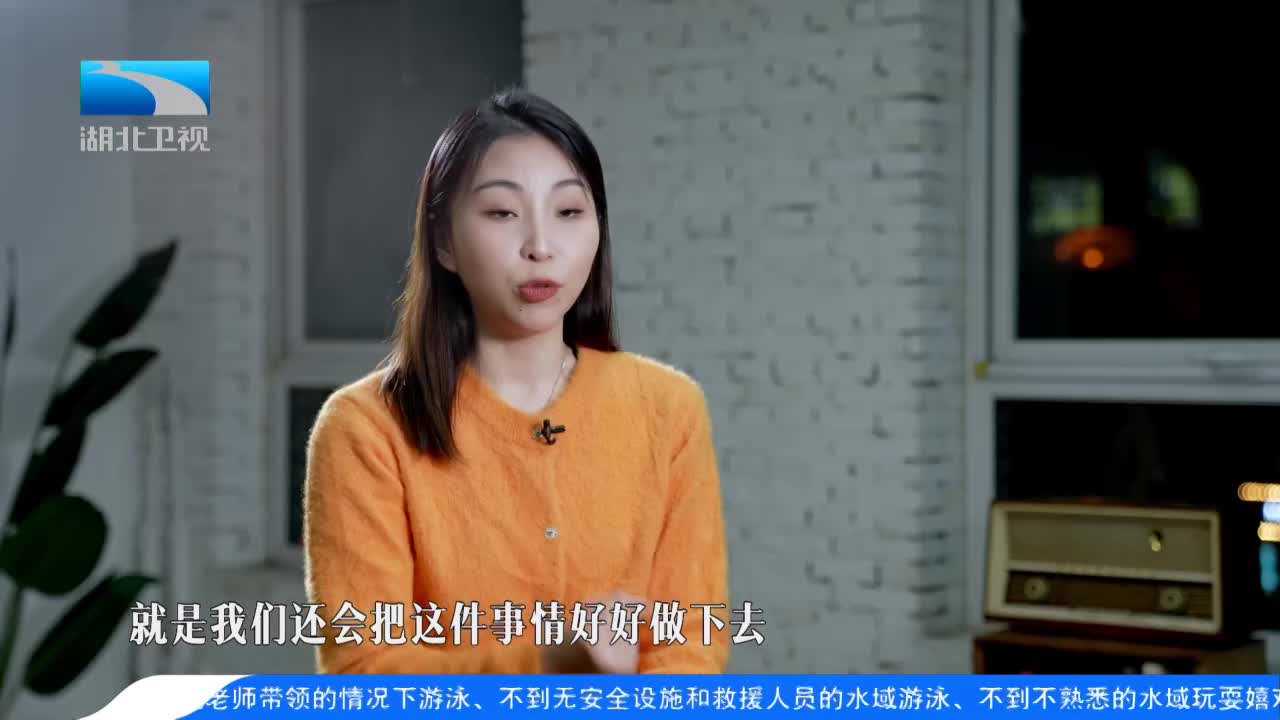 湖北卫视
就是我们还会把这件事情好好做下去
老师带领的情况下游泳、不到无安全设施和救援人员的水域游泳、不到不熟悉的水域玩耍嬉